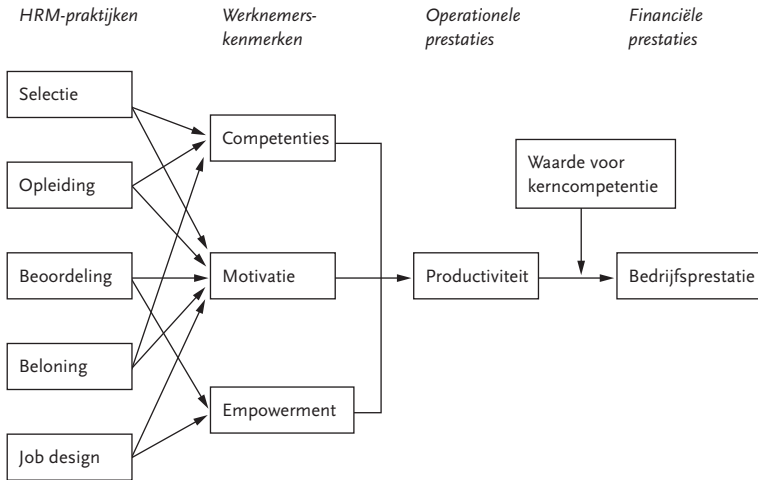 HRM-praktijken
Werknemers-
kenmerken
Operationele
prestaties
Financiële
prestaties
Selectie
Opleiding
Beoordeling
Beloning
Job design
Competenties
Motivatie
Empowerment
Productiviteit
Waarde voor
kerncompetentie
Bedrijfsprestatie